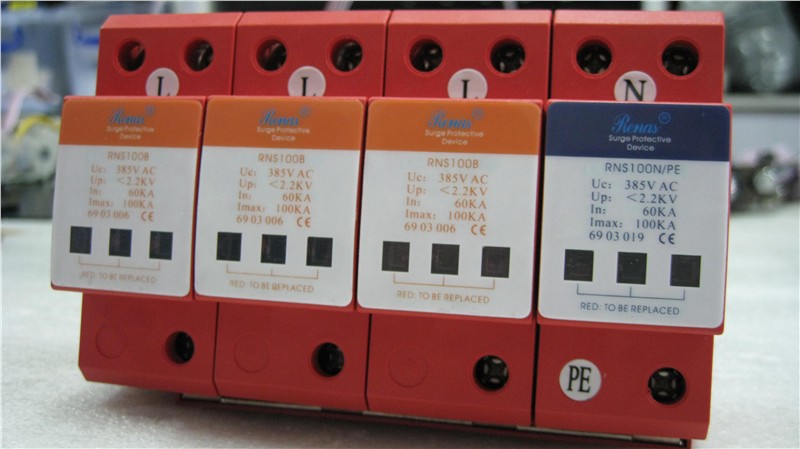 L
L
L
N
Renas
Surge Protective
Device
RNS100B
Uc: 385V AC
Up: <2.2KV
In: 60KA
Imax: 100KA
69 03 006 CE
RED: TO BE REPLACED
Renas
Surge Protective
Device
RNS100B
Uc: 385V AC
Up: <2.2KV
In: 60KA
Imax: 100KA
69 03 006 CE
RED: TO BE REPLACED
Renas
Surge Protective
Device
RNS100B
Uc: 385V AC
Up: <2.2KV
In: 60KA
Imax: 100KA
69 03 006 CE
RED: TO BE REPLACED
Renas
Surge Protective
Device
RNS100N/PE
Uc: 385V AC
Up: <2.2KV
In: 60KA
Imax: 100KA
69 03 019 CE
RED: TO BE REPLACED
PE